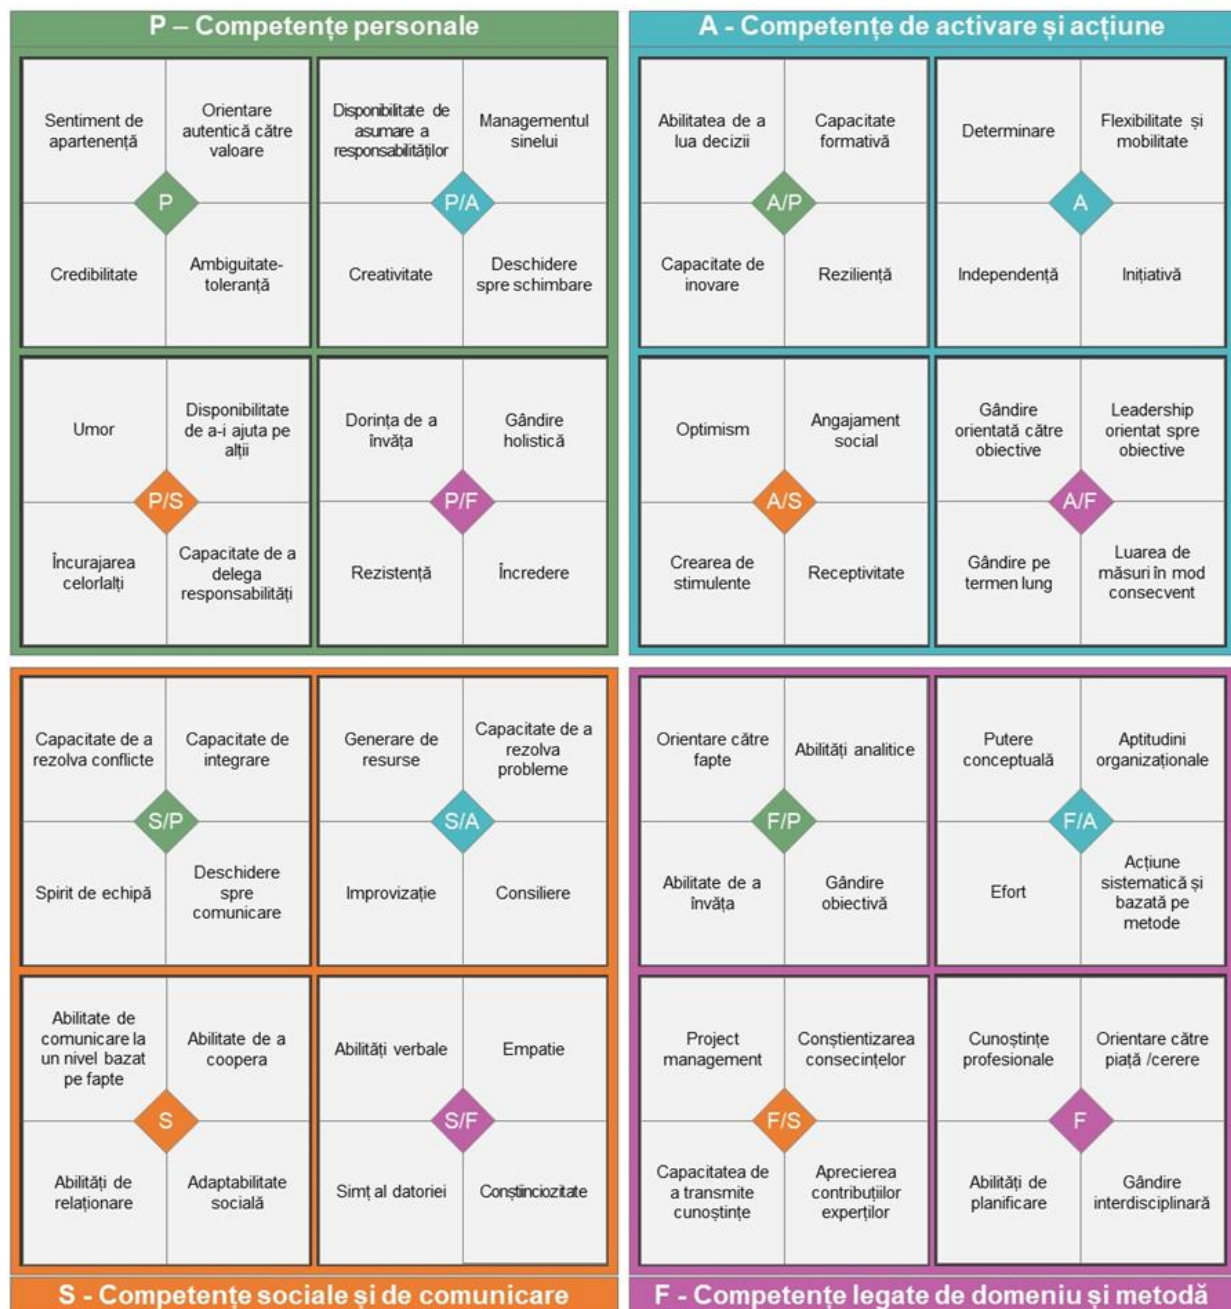 P – Competențe personale
Sentiment de
apartenență
Orientare
autentică către
valoare
P
Credibilitate
Ambiguitate-
toleranță
Disponibilitate de
asumare a
responsabilităților
Managementul
sinelui
P/A
Creativitate
Deschidere
spre schimbare
Umor
Disponibilitate
de a-i ajuta pe
alții
P/S
Încurajarea
celorlalți
Capacitate de a
delega
responsabilități
Dorința de a
învăța
Gândire
holistică
P/F
Rezistență
Încredere
A - Competențe de activare și acțiune
Abilitatea de a
lua decizii
Capacitate
formativă
A/P
Capacitate de
inovare
Reziliență
Determinare
Flexibilitate și
mobilitate
A
Independență
Inițiativă
Optimism
Angajament
social
A/S
Crearea de
stimulente
Receptivitate
Gândire
orientată către
obiective
Leadership
orientat spre
obiective
A/F
Gândire pe
termen lung
Luarea de
măsuri în mod
consecvent
Capacitate de a
rezolva conflicte
Capacitate de
integrare
S/P
Spirit de echipă
Deschidere
spre
comunicare
Generare de
resurse
Capacitate de a
rezolva
probleme
S/A
Improvizație
Consiliere
Abilitate de
comunicare la
un nivel bazat
pe fapte
Abilitate de a
coopera
S
Abilități de
relaționare
Adaptabilitate
socială
Abilități verbale
Empatie
S/F
Simț al datoriei
Conștiinciozitate
S - Competențe sociale și de comunicare
Orientare către
fapte
Abilități analitice
F/P
Abilitate de a
învăța
Gândire
obiectivă
Putere
conceptuală
Aptitudini
organizaționale
F/A
Efort
Acțiune
sistematică și
bazată pe
metode
Project
management
Conștientizarea
consecințelor
F/S
Capacitatea de
a transmite
cunoștințe
Aprecierea
contribuțiilor
experților
Cunoștințe
profesionale
Orientare către
piață /cerere
F
Abilități de
planificare
Gândire
interdisciplinară
F - Competențe legate de domeniu și metodă